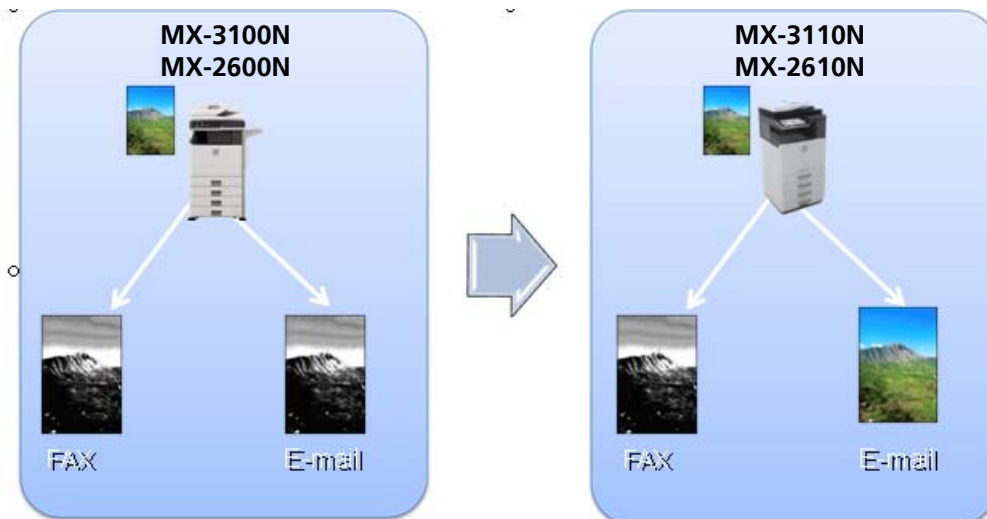 MX-3100N
MX-2600N
FAX
E-mail
MX-3110N
MX-2610N
FAX
E-mail